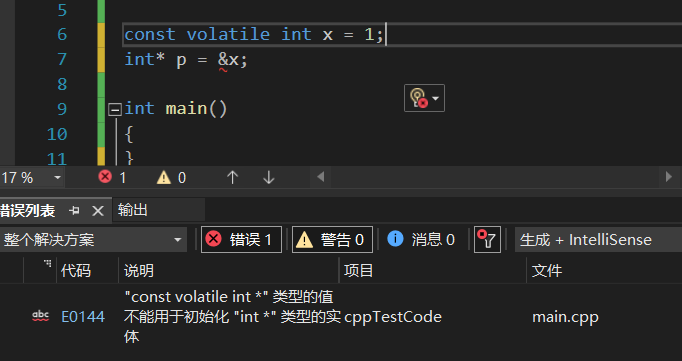 5
6 const volatile int x = 1;
7 int* p = &x;
8
9 int main()
10 {
11 }
17 % 1 0
错误列表 输出
整个解决方案 错误 1 警告 0 消息 0 生成 + IntelliSense
代码 说明 项目 文件
"const volatile int *" 类型的值
abc E0144 不能用于初始化 "int *" 类型的实 cppTestCode main.cpp
体